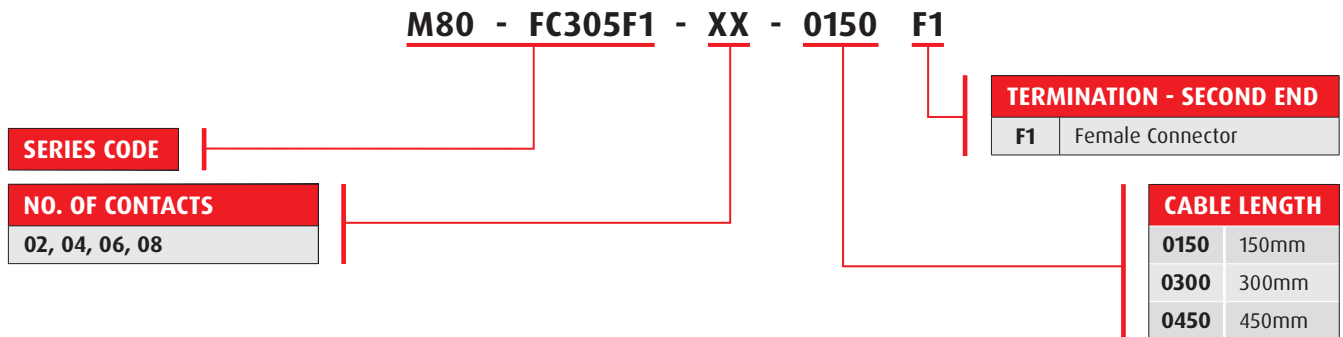 M80 - FC305F1 - XX - 0150 F1
TERMINATION - SECOND END
F1 Female Connector
SERIES CODE
NO. OF CONTACTS
02, 04, 06, 08
CABLE LENGTH
0150 150mm
0300 300mm
0450 450mm